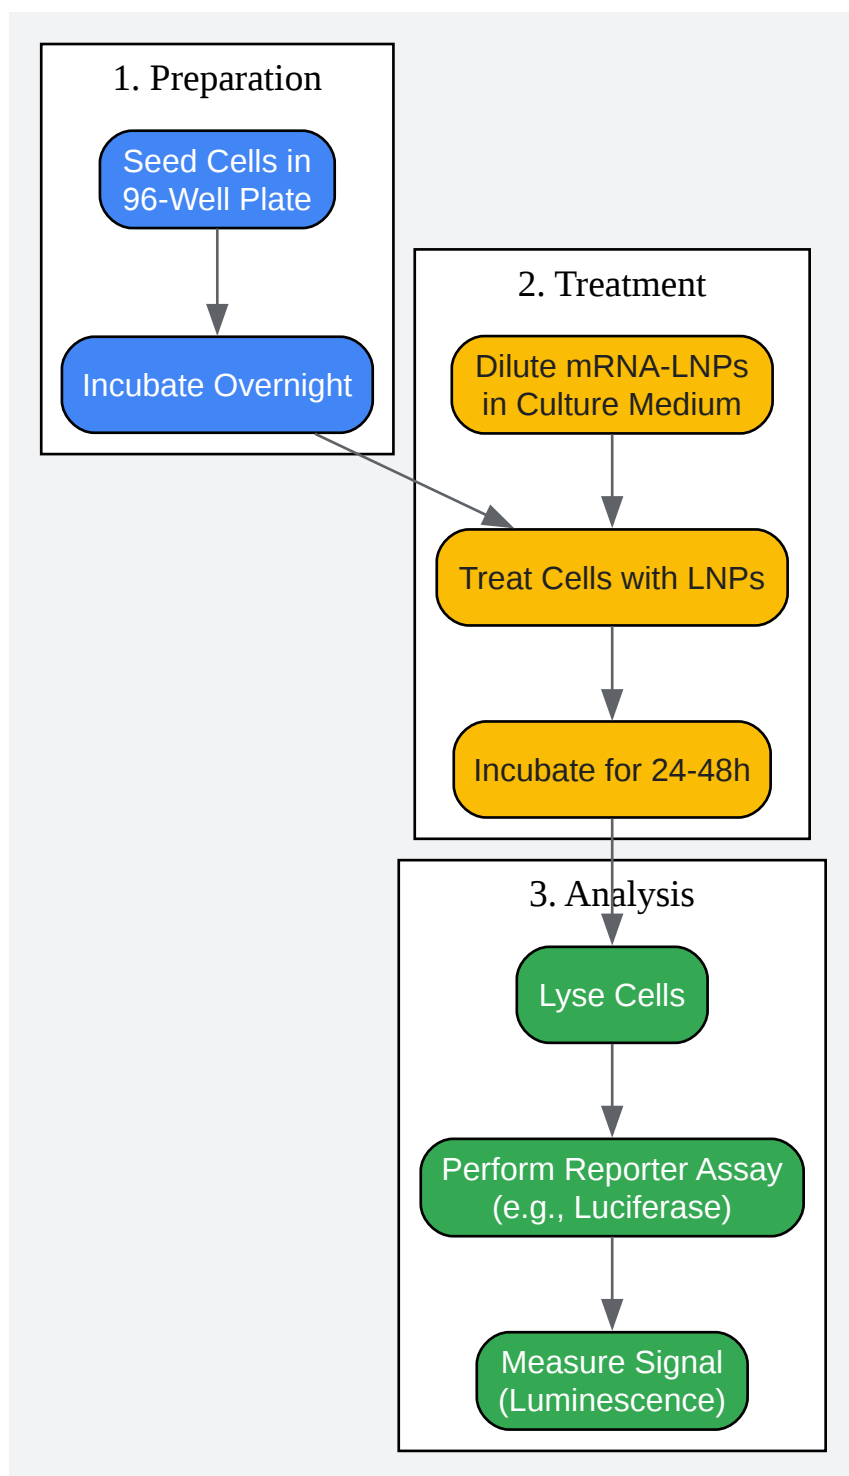 1. Preparation
Seed Cells in
96-Well Plate
Incubate Overnight
2. Treatment
Dilute mRNA-LNPs
in Culture Medium
Treat Cells with LNPs
Incubate for 24-48h
3. Analysis
Lyse Cells
Perform Reporter Assay
(e.g., Luciferase)
Measure Signal
(Luminescence)